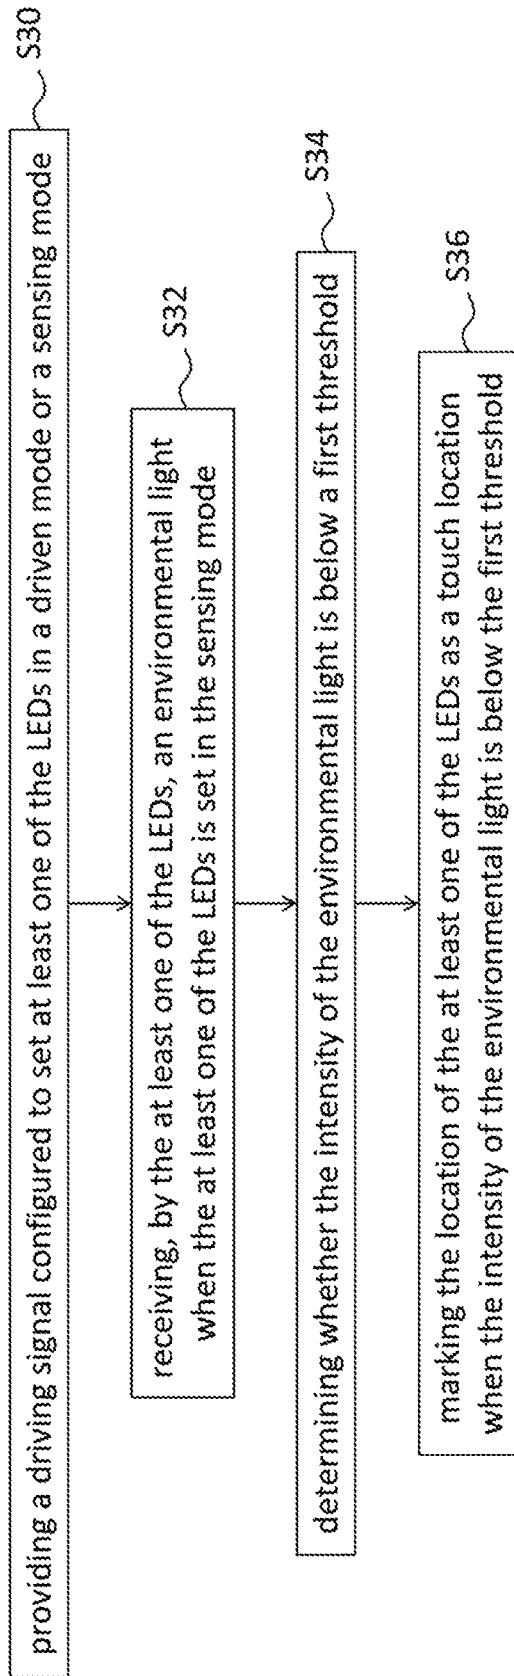 S30
providing a driving signal configured to set at least one of the LEDs in a driven mode or a sensing mode
S32
receiving, by the at least one of the LEDs, an environmental light
when the at least one of the LEDs is set in the sensing mode
S34
determining whether the intensity of the environmental light is below a first threshold
S36
marking the location of the at least one of the LEDs as a touch location
when the intensity of the environmental light is below the first threshold